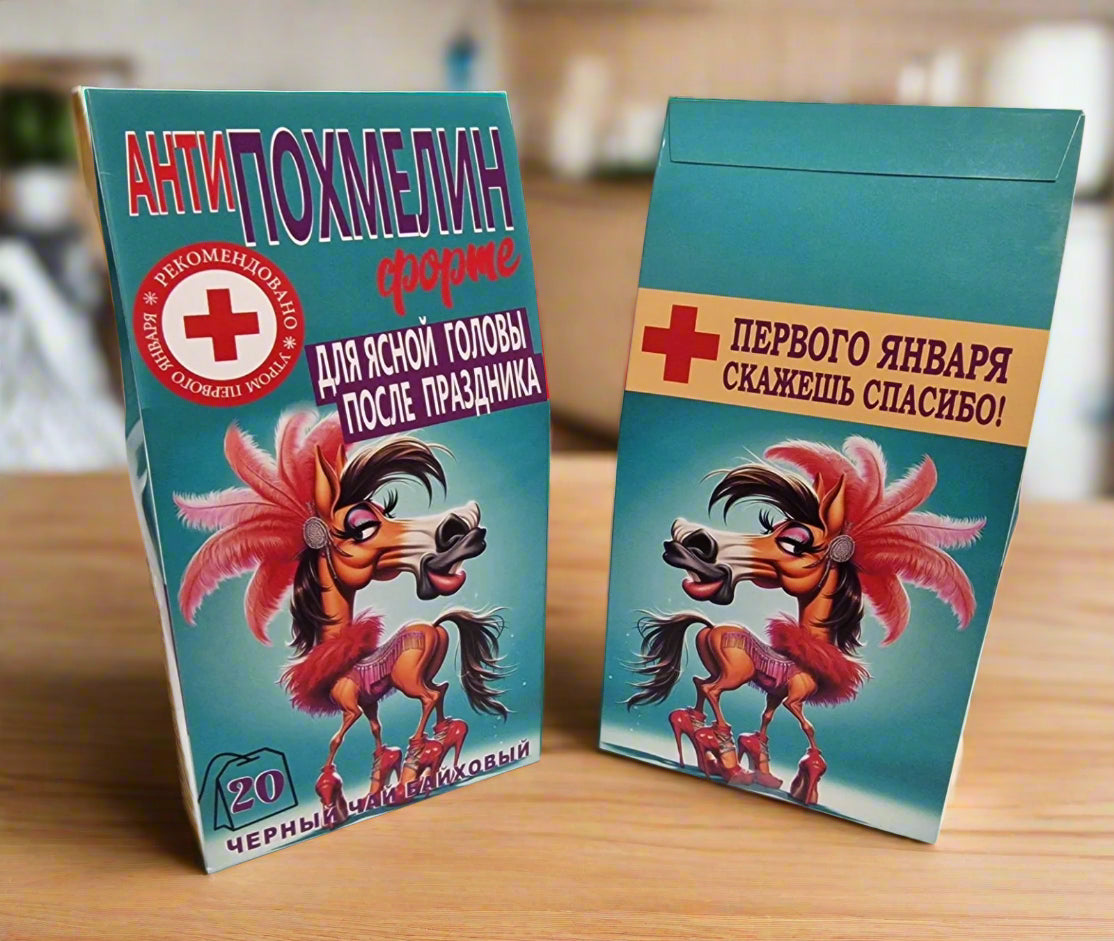 АНТИПОХМЕЛИН
форте
РЕКОМЕНДОВАНО
* УТРОМ ПЕРВОГО ЯНВАРЯ *
ДЛЯ ЯСНОЙ ГОЛОВЫ
ПОСЛЕ ПРАЗДНИКА
20
ЧЕРНЫЙ ЧАЙ БАЙХОВЫЙ
ПЕРВОГО ЯНВАРЯ
СКАЖЕШЬ СПАСИБО!